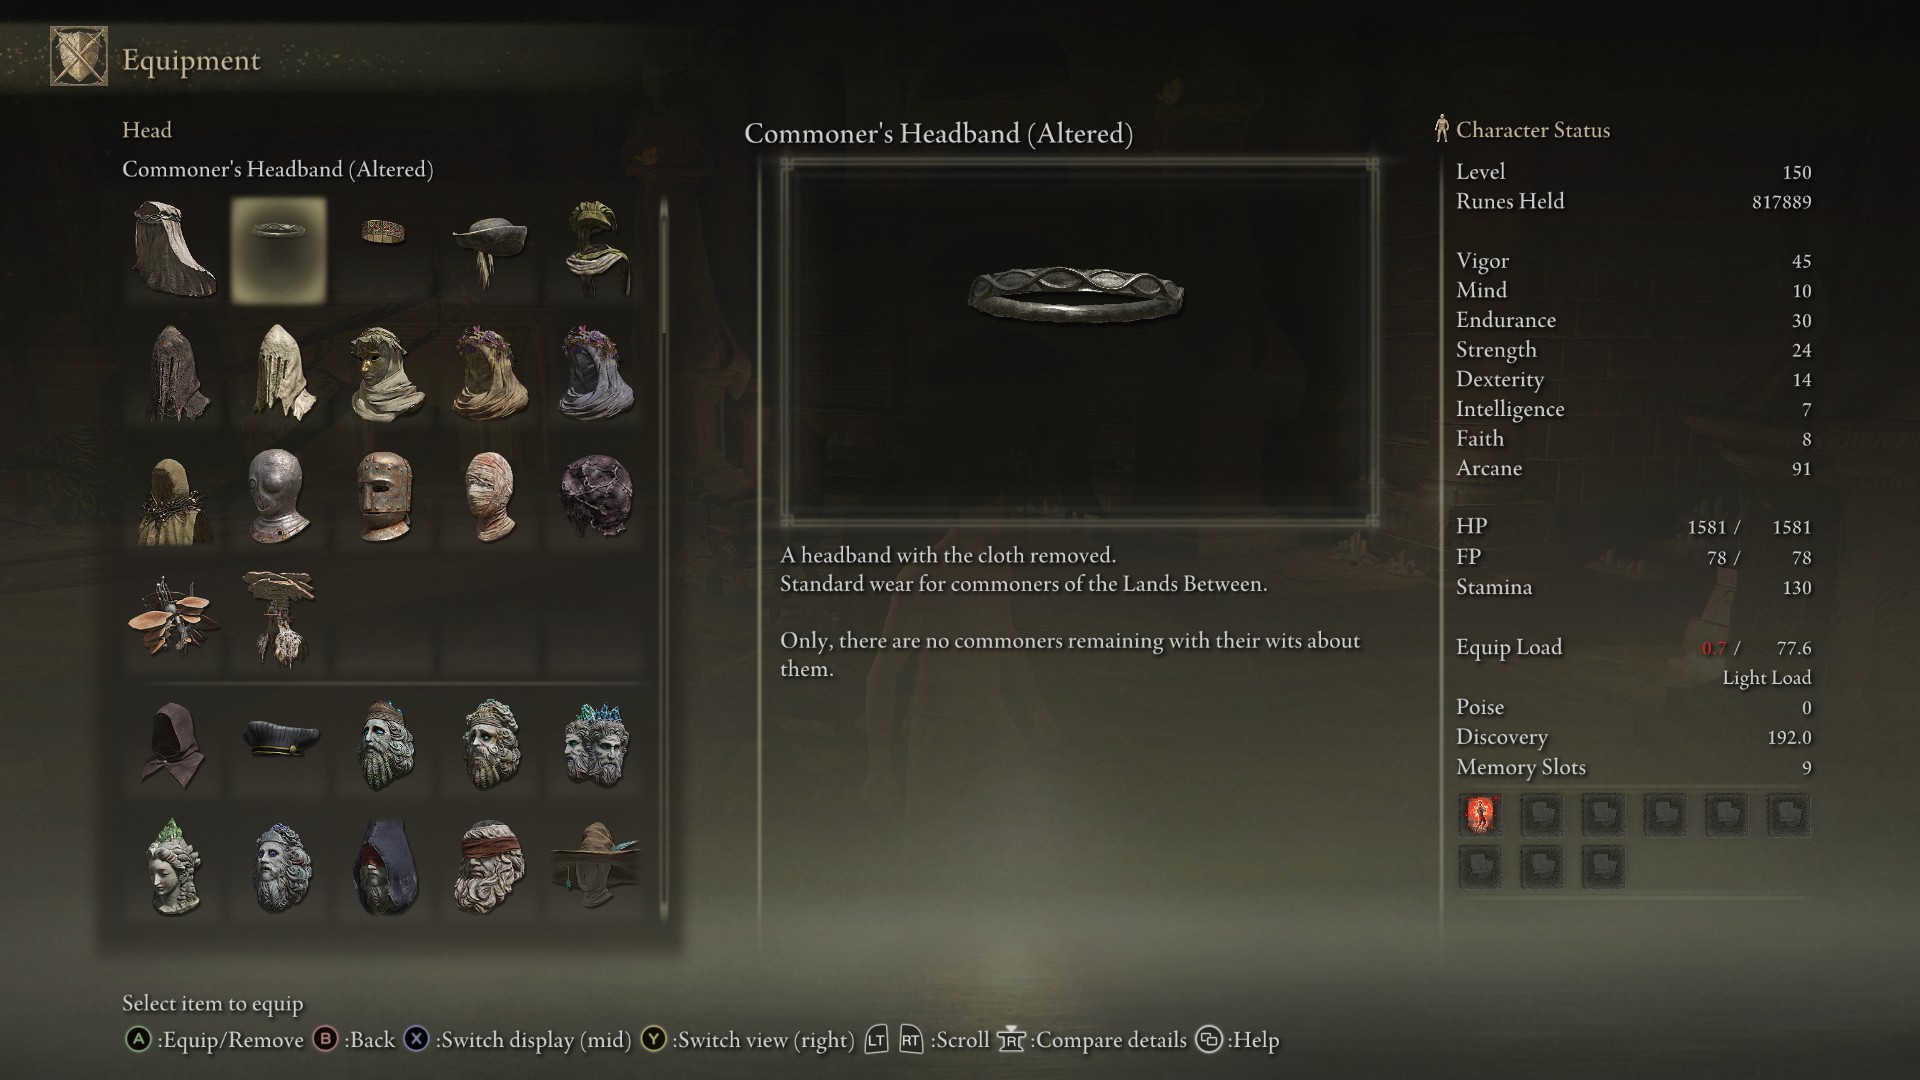 Equipment
Head
Commoner's Headband (Altered)
Commoner's Headband (Altered)
A headband with the cloth removed.
Standard wear for commoners of the Lands Between.
Only, there are no commoners remaining with their wits about
them.
Character Status
Level 150
Runes Held 817889
Vigor 45
Mind 10
Endurance 30
Strength 24
Dexterity 14
Intelligence 7
Faith 8
Arcane 91
HP 1581 / 1581
FP 78 / 78
Stamina 130
Equip Load 0.7 / 77.6
Light Load
Poise 0
Discovery 192.0
Memory Slots 9
Select item to equip
A :Equip/Remove B :Back X :Switch display (mid) Y :Switch view (right) LT RT :Scroll R :Compare details :Help